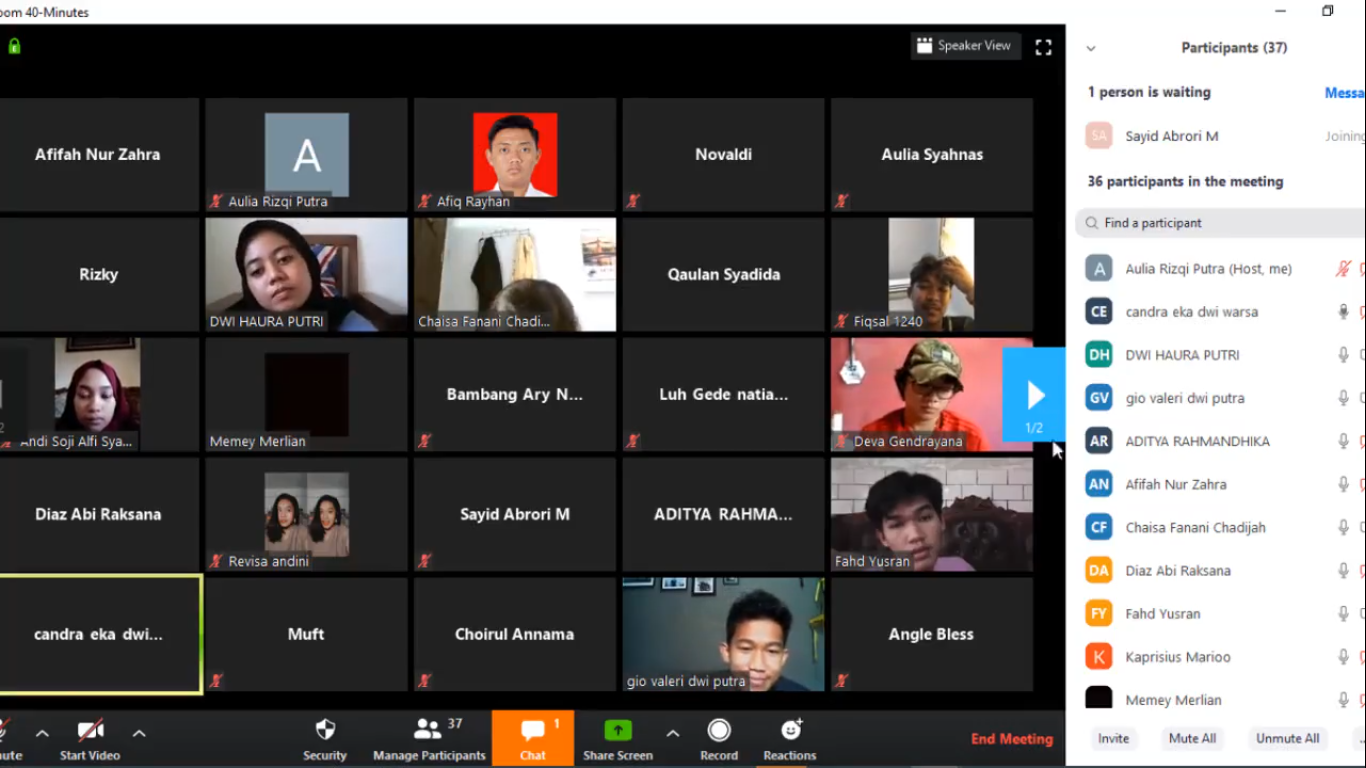 oom 40-Minutes
Speaker View
Afifah Nur Zahra
A
Aulia Rizqi Putra
Afiq Rayhan
Novaldi
Aulia Syahnas
Rizky
DWI HAURA PUTRI
Chaisa Fanani Chadi...
Qaulan Syadida
Fiqsal 1240
Andi Soji Alfi Sya...
Memey Merlian
Bambang Ary N...
Luh Gede natia...
Deva Gendrayana
1/2
Diaz Abi Raksana
Revisa andini
Sayid Abrori M
ADITYA RAHMA...
Fahd Yusran
candra eka dwi...
Muft
Choirul Annama
gio valeri dwi putra
Angle Bless
ute
Start Video
Security
37
Manage Participants
1
Chat
Share Screen
Record
Reactions
End Meeting
Participants (37)
1 person is waiting
Messa
SA
Sayid Abrori M
Joining
36 participants in the meeting
Find a participant
A
Aulia Rizqi Putra (Host, me)
CE
candra eka dwi warsa
DH
DWI HAURA PUTRI
GV
gio valeri dwi putra
AR
ADITYA RAHMANDHIKA
AN
Afifah Nur Zahra
CF
Chaisa Fanani Chadijah
DA
Diaz Abi Raksana
FY
Fahd Yusran
K
Kaprisius Marioo
Memey Merlian
Invite
Mute All
Unmute All